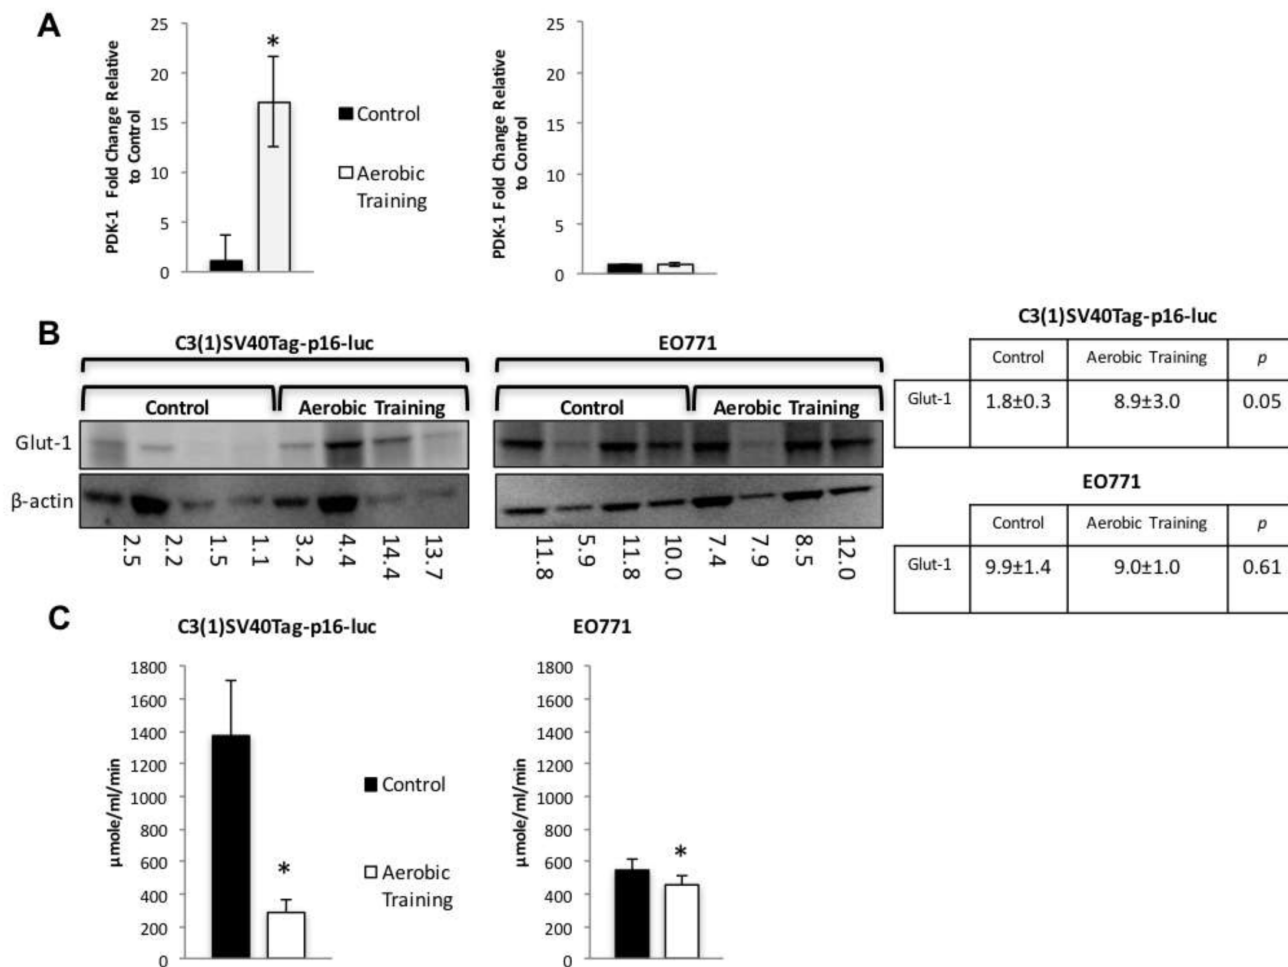 A
PDK-1 Fold Change Relative
to Control
25
20
15
10
5
0
*
Control
Aerobic
Training
PDK-1 Fold Change Relative
to Control
25
20
15
10
5
0
B
C3(1)SV40Tag-p16-luc
Control
Aerobic Training
Glut-1
β-actin
2.5
2.2
1.5
1.1
3.2
4.4
14.4
13.7
EO771
Control
Aerobic Training
11.8
5.9
11.8
10.0
7.4
7.9
8.5
12.0
C3(1)SV40Tag-p16-luc
Control Aerobic Training p
Glut-1 1.8±0.3 8.9±3.0 0.05
EO771
Control Aerobic Training p
Glut-1 9.9±1.4 9.0±1.0 0.61
C
C3(1)SV40Tag-p16-luc
µmole/ml/min
1800
1600
1400
1200
1000
800
600
400
200
0
*
Control
Aerobic
Training
EO771
µmole/ml/min
1800
1600
1400
1200
1000
800
600
400
200
0
*